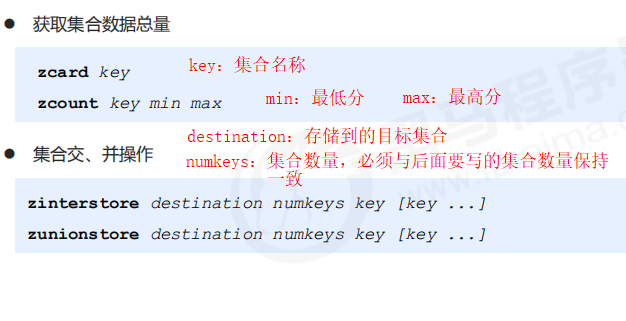 获取集合数据总量
zcard key
key：集合名称
zcount key min max
min：最低分
max：最高分
destination：存储到的目标集合
集合交、并操作
numkeys：集合数量，必须与后面要写的集合数量保持
一致
zinterstore destination numkeys key [key ...]
zunionstore destination numkeys key [key ...]